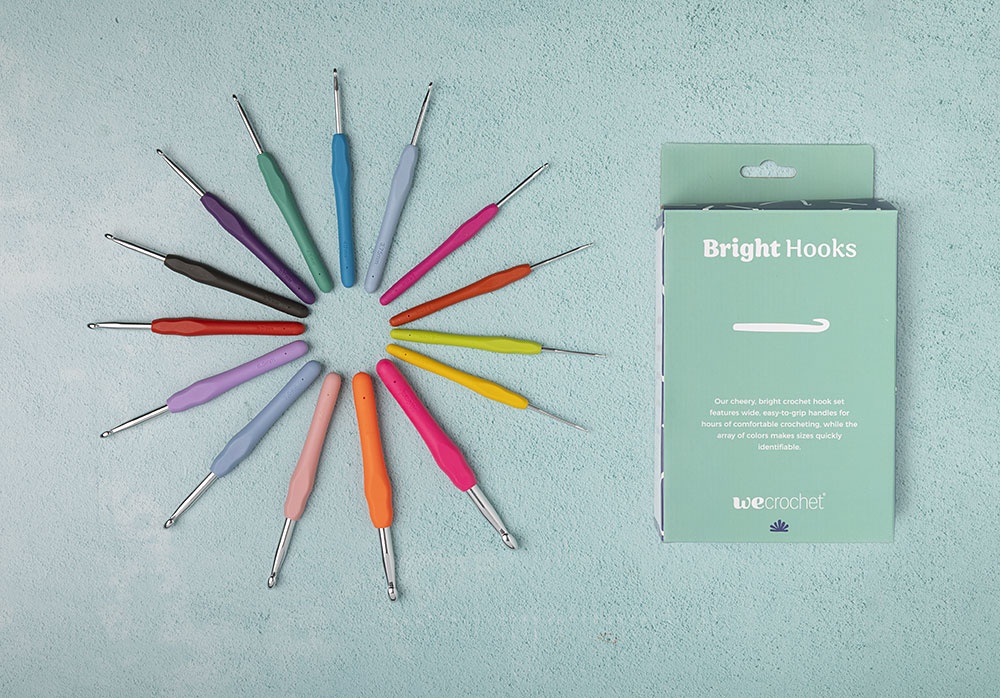 Bright Hooks
Our cheery, bright crochet hook set
features wide, easy-to-grip handles for
hours of comfortable crocheting, while the
array of colors makes sizes quickly
identifiable.
wecrochet